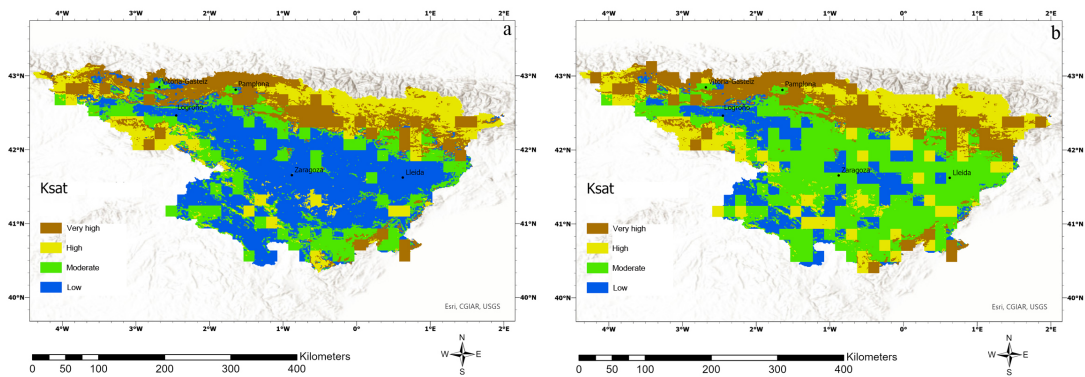 a
4°W 3°W 2°W 1°W 0° 1°E 2°E
43°N 43°N
Vitoria-Gasteiz Pamplona
Logroño
42°N 42°N
Zaragoza Lleida
41°N 41°N
40°N 40°N
Ksat
Very high
High
Moderate
Low
Esri, CGIAR, USGS
4°W 3°W 2°W 1°W 0° 1°E 2°E
0 50 100 200 300 400 Kilometers
N
W E
S
b
4°W 3°W 2°W 1°W 0° 1°E 2°E
43°N 43°N
Vitoria-Gasteiz Pamplona
Logroño
42°N 42°N
Zaragoza Lleida
41°N 41°N
40°N 40°N
Ksat
Very high
High
Moderate
Low
Esri, CGIAR, USGS
4°W 3°W 2°W 1°W 0° 1°E 2°E
0 50 100 200 300 400 Kilometers
N
W E
S